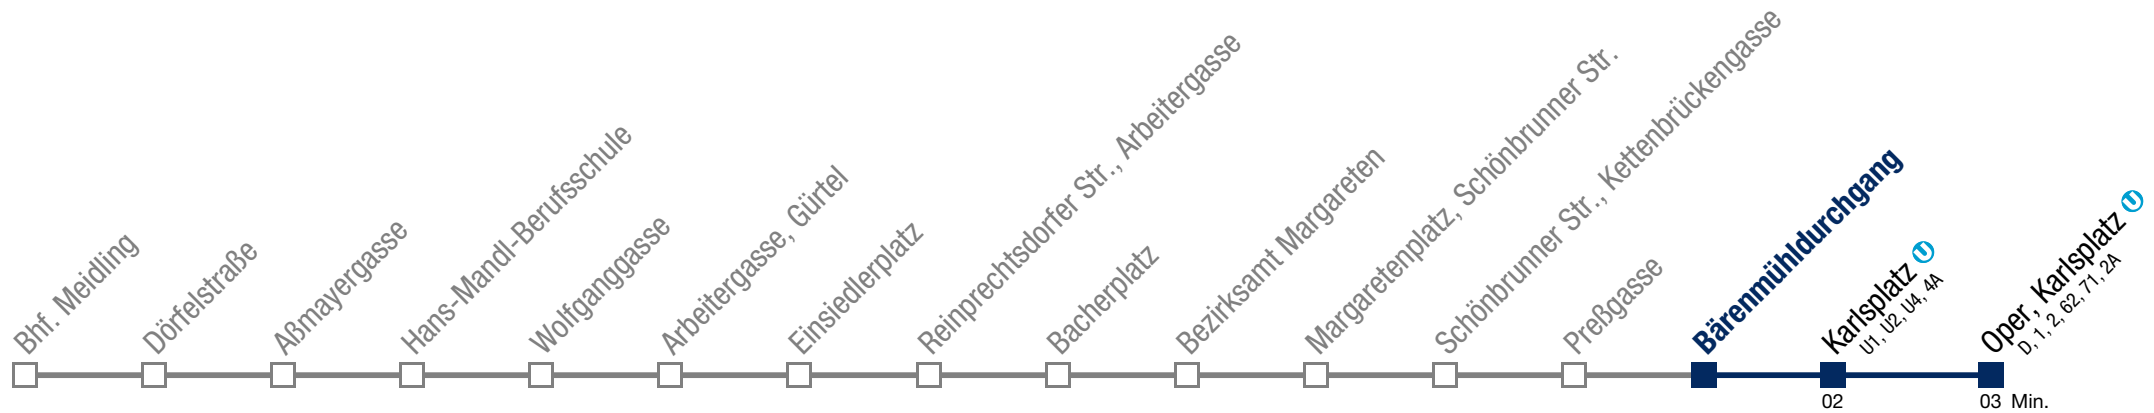 Bhf. Meidling
Dörfelstraße
Aßmayergasse
Hans-Mandl-Berufsschule
Wolfganggasse
Arbeitergasse, Gürtel
Einsiedlerplatz
Reinprechtsdorfer Str., Arbeitergasse
Bacherplatz
Bezirksamt Margareten
Margaretenplatz, Schönbrunner Str.
Schönbrunner Str., Kettenbrückengasse
Preßgasse
Bärenmühldurchgang
Karlsplatz U
U1, U2, U4, 4A
Oper, Karlsplatz U
D, 1, 2, 62, 71, 2A
02
03 Min.